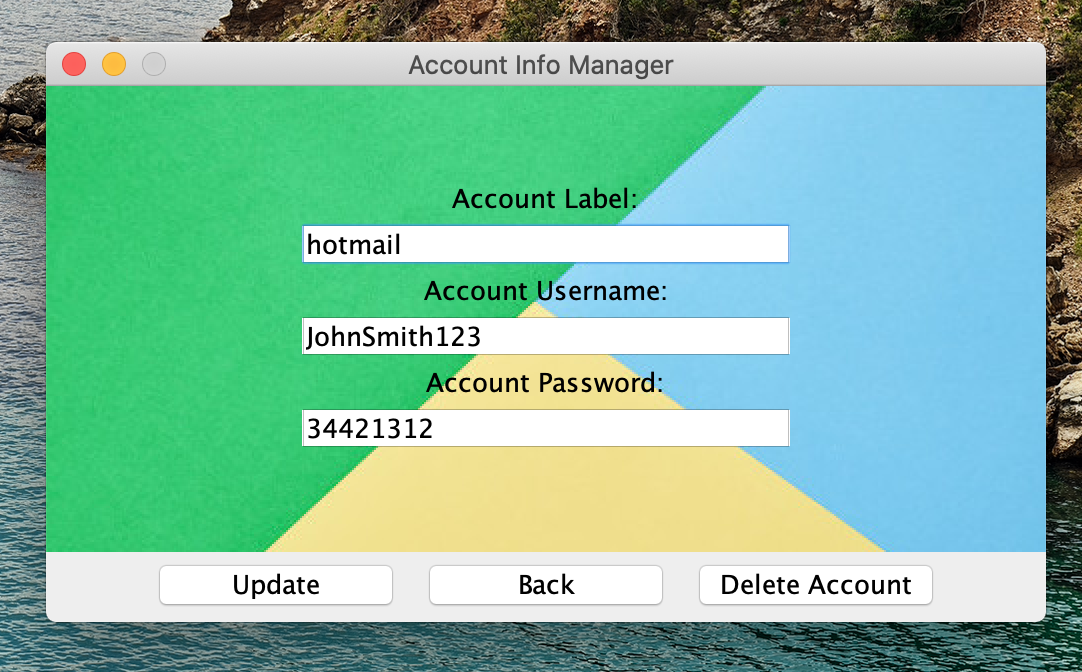 Account Info Manager
Account Label:
hotmail
Account Username:
JohnSmith123
Account Password:
34421312
Update
Back
Delete Account